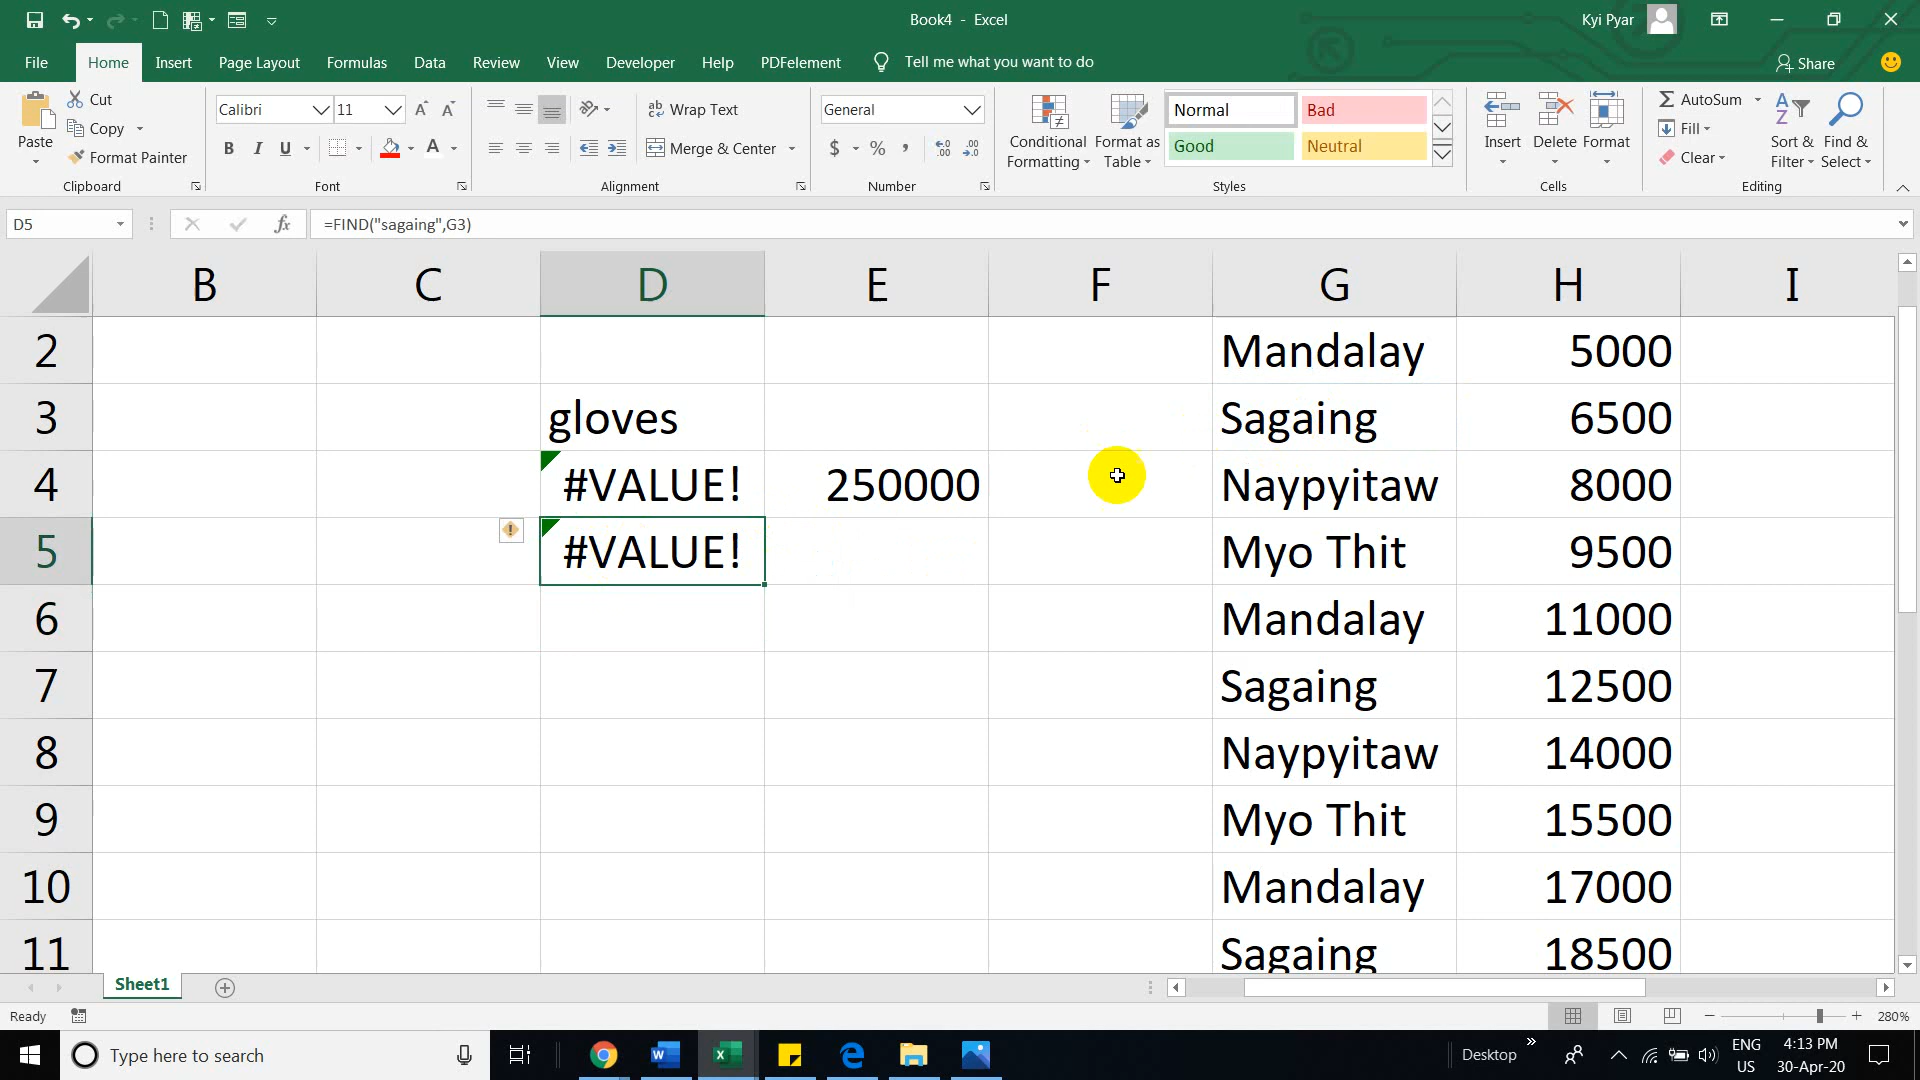 Book4 - Excel
Kyi Pyar
File Home Insert Page Layout Formulas Data Review View Developer Help PDFelement Tell me what you want to do Share
Paste
Cut
Copy
Format Painter
Clipboard
Calibri 11
B I U A
Font
Wrap Text
Merge & Center
Alignment
General
$ % ,
Number
Conditional Formatting
Format as Table
Normal Bad
Good Neutral
Styles
Insert Delete Format
Cells
AutoSum
Fill
Clear
Sort & Filter
Find & Select
Editing
D5 fx =FIND("sagaing",G3)
B C D E F G H I
2 Mandalay 5000
3 gloves Sagaing 6500
4 #VALUE! 250000 Naypyitaw 8000
5 #VALUE! Myo Thit 9500
6 Mandalay 11000
7 Sagaing 12500
8 Naypyitaw 14000
9 Myo Thit 15500
10 Mandalay 17000
11 Sagaing 18500
Sheet1
Ready 280%
Type here to search
Desktop
ENG
US
4:13 PM
30-Apr-20